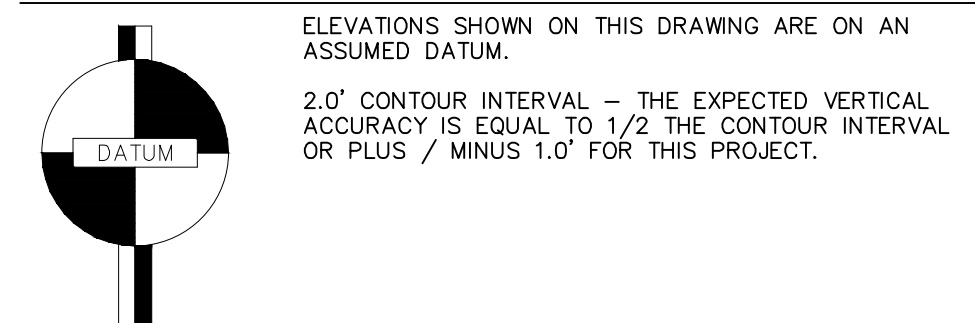 ELEVATIONS SHOWN ON THIS DRAWING ARE ON AN
ASSUMED DATUM.
2.0' CONTOUR INTERVAL – THE EXPECTED VERTICAL
ACCURACY IS EQUAL TO 1/2 THE CONTOUR INTERVAL
OR PLUS / MINUS 1.0' FOR THIS PROJECT.
DATUM